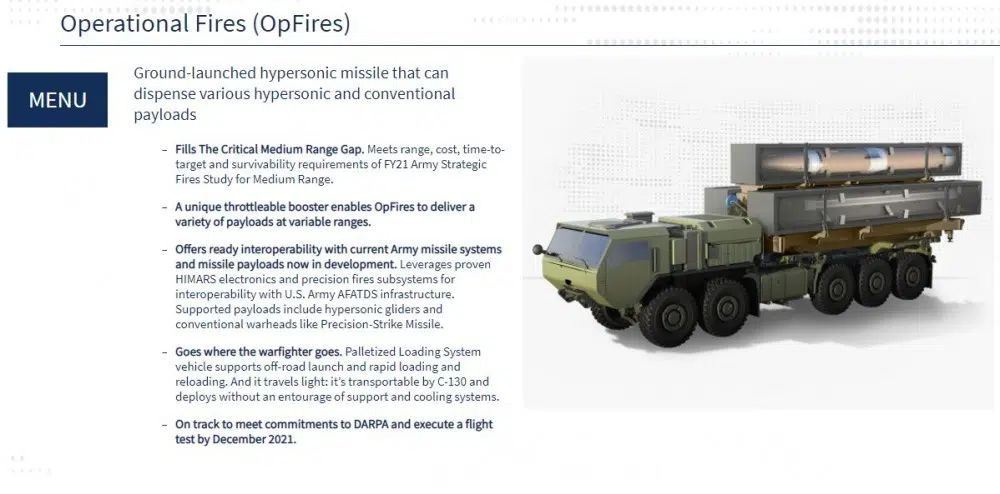 Operational Fires (OpFires)
MENU
Ground-launched hypersonic missile that can
dispense various hypersonic and conventional
payloads
– Fills The Critical Medium Range Gap. Meets range, cost, time-to-
target and survivability requirements of FY21 Army Strategic
Fires Study for Medium Range.
– A unique throttleable booster enables OpFires to deliver a
variety of payloads at variable ranges.
– Offers ready interoperability with current Army missile systems
and missile payloads now in development. Leverages proven
HIMARS electronics and precision fires subsystems for
interoperability with U.S. Army AFATDS infrastructure.
Supported payloads include hypersonic gliders and
conventional warheads like Precision-Strike Missile.
– Goes where the warfighter goes. Palletized Loading System
vehicle supports off-road launch and rapid loading and
reloading. And it travels light: it's transportable by C-130 and
deploys without an entourage of support and cooling systems.
– On track to meet commitments to DARPA and execute a flight
test by December 2021.